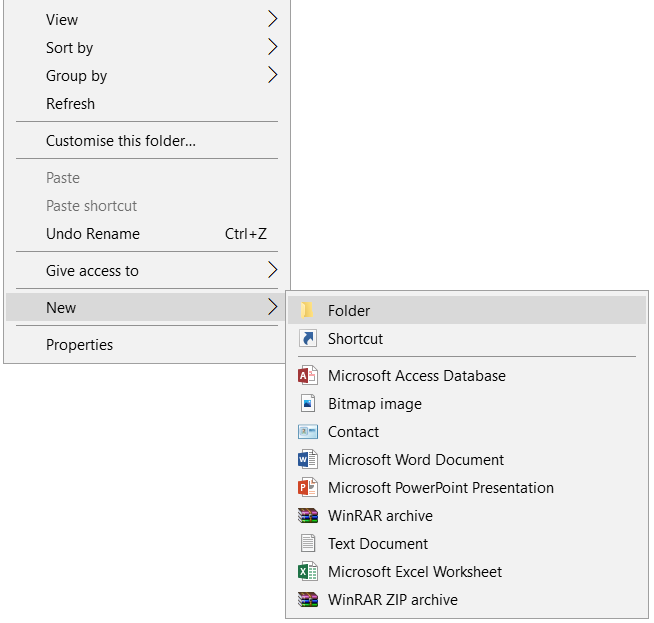 View
Sort by
Group by
Refresh
Customise this folder...
Paste
Paste shortcut
Undo Rename Ctrl+Z
Give access to
New
Properties
Folder
Shortcut
Microsoft Access Database
Bitmap image
Contact
Microsoft Word Document
Microsoft PowerPoint Presentation
WinRAR archive
Text Document
Microsoft Excel Worksheet
WinRAR ZIP archive